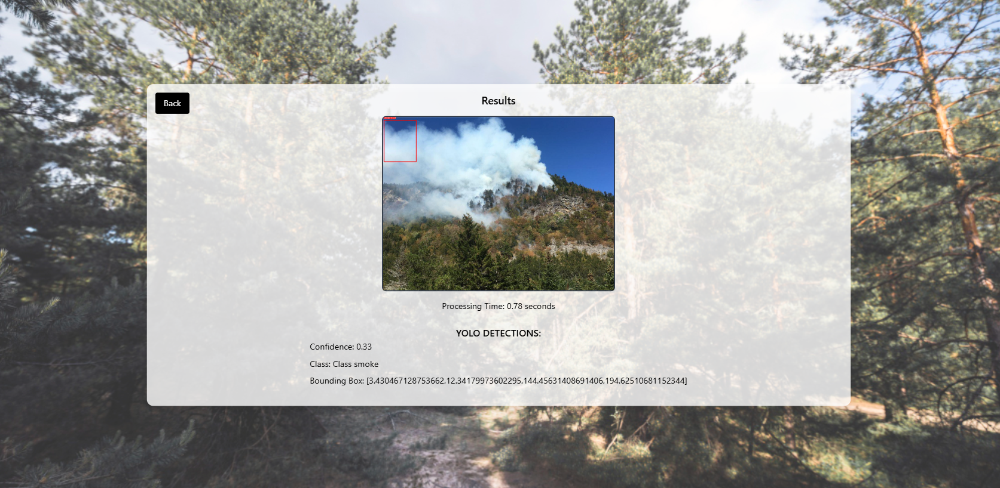 Back
Results
Processing Time: 0.78 seconds
YOLO DETECTIONS:
Confidence: 0.33
Class: Class smoke
Bounding Box: [3.430467128753662,12.34179973602295,144.45631408691406,194.62510681152344]